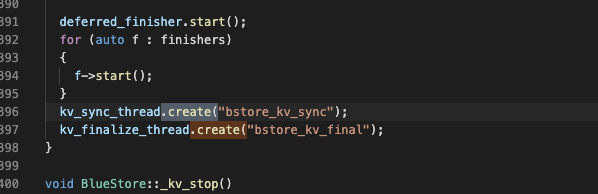 390
391 deferred_finisher.start();
392 for (auto f : finishers)
393 {
394 f->start();
395 }
396 kv_sync_thread.create("bstore_kv_sync");
397 kv_finalize_thread.create("bstore_kv_final");
398 }
399
400 void BlueStore::_kv_stop()